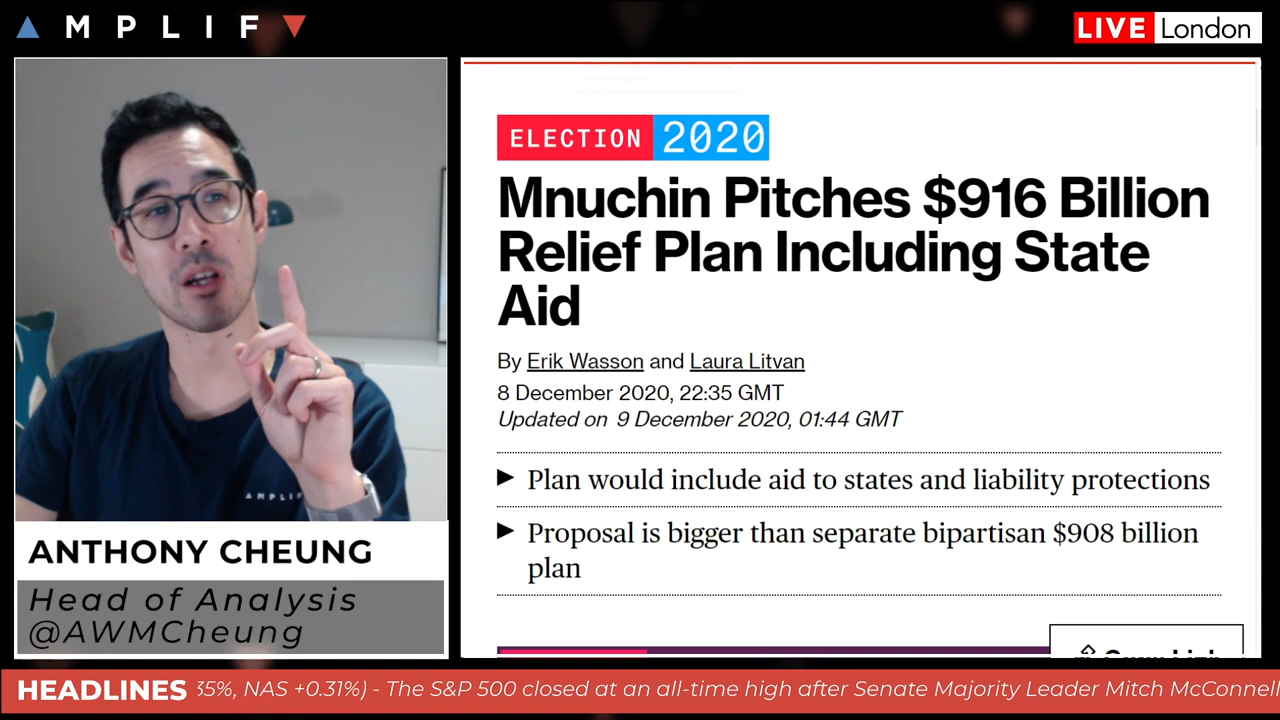 AMPLIFY
LIVE London
ELECTION 2020
Mnuchin Pitches $916 Billion
Relief Plan Including State
Aid
By Erik Wasson and Laura Litvan
8 December 2020, 22:35 GMT
Updated on 9 December 2020, 01:44 GMT
Plan would include aid to states and liability protections
Proposal is bigger than separate bipartisan $908 billion
plan
AMPLIF
ANTHONY CHEUNG
Head of Analysis
@AWMCheung
HEADLINES 35%, NAS +0.31%) - The S&P 500 closed at an all-time high after Senate Majority Leader Mitch McConnell